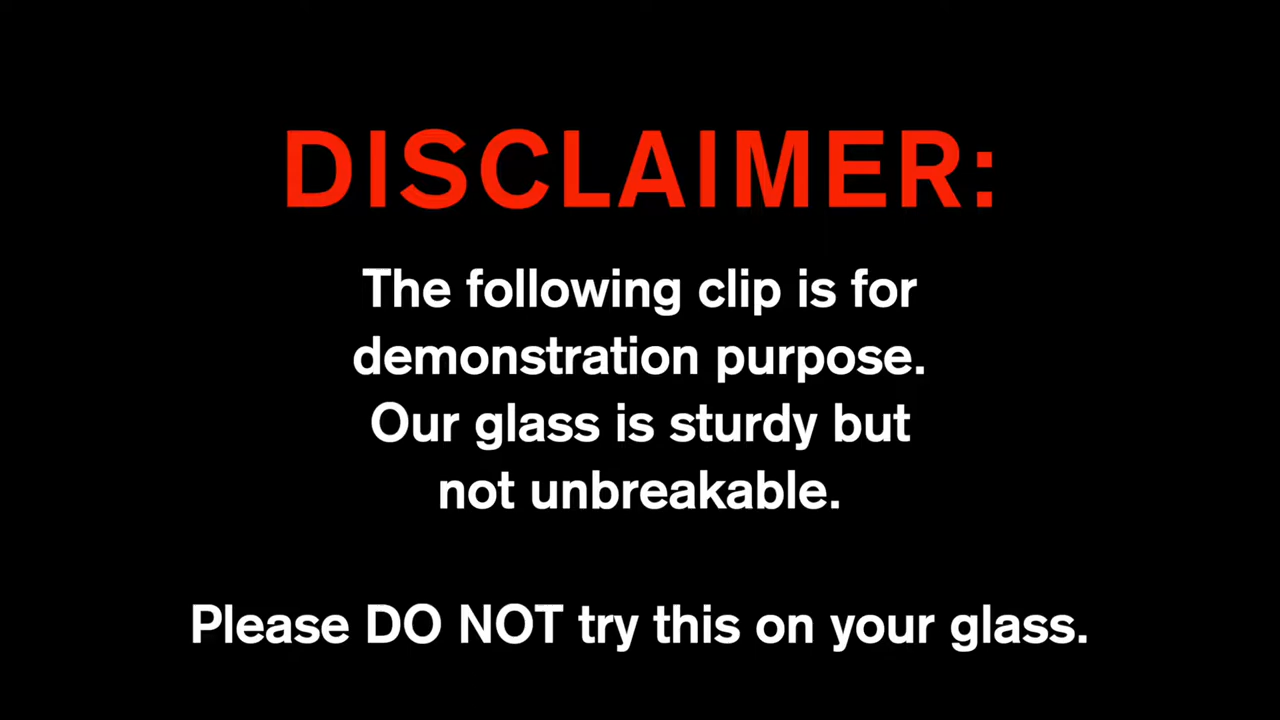 DISCLAIMER:
The following clip is for
demonstration purpose.
Our glass is sturdy but
not unbreakable.
Please DO NOT try this on your glass.